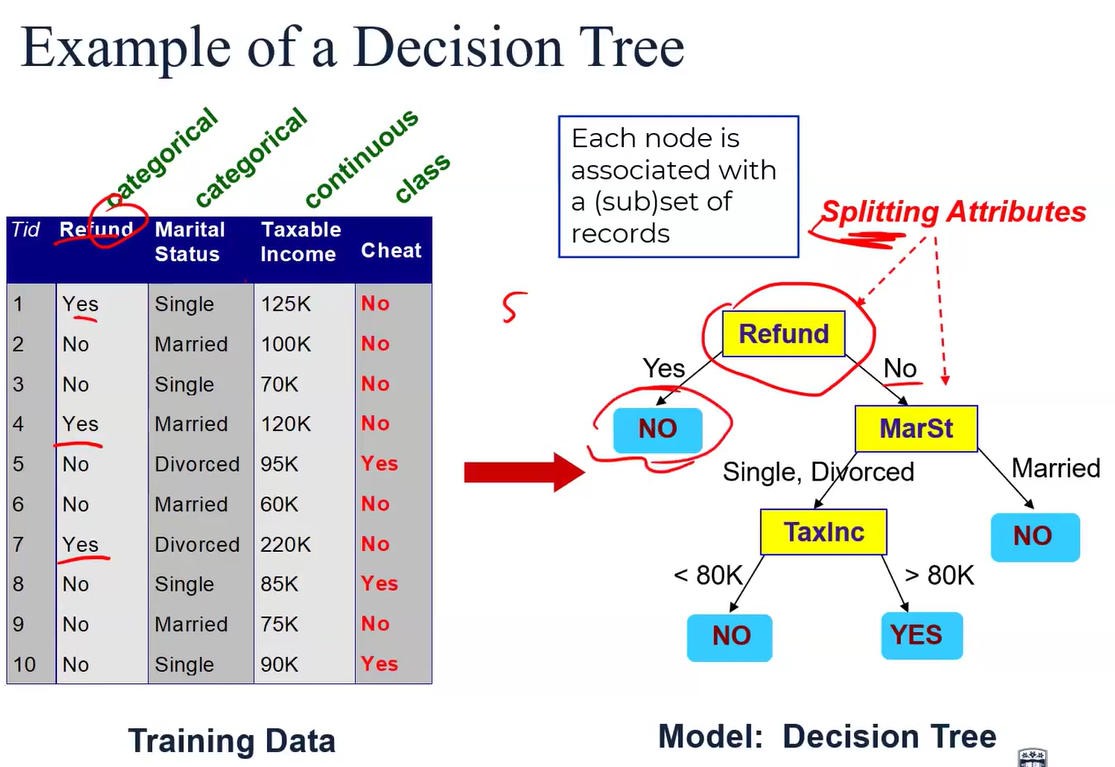 Example of a Decision Tree
categorical
categorical
continuous
class
Tid Refund Marital Status Taxable Income Cheat
1 Yes Single 125K No
2 No Married 100K No
3 No Single 70K No
4 Yes Married 120K No
5 No Divorced 95K Yes
6 No Married 60K No
7 Yes Divorced 220K No
8 No Single 85K Yes
9 No Married 75K No
10 No Single 90K Yes
Training Data
Each node is
associated with
a (sub)set of
records
Splitting Attributes
S
Refund
Yes No
NO MarSt
Single, Divorced Married
TaxInc NO
< 80K > 80K
NO YES
Model: Decision Tree